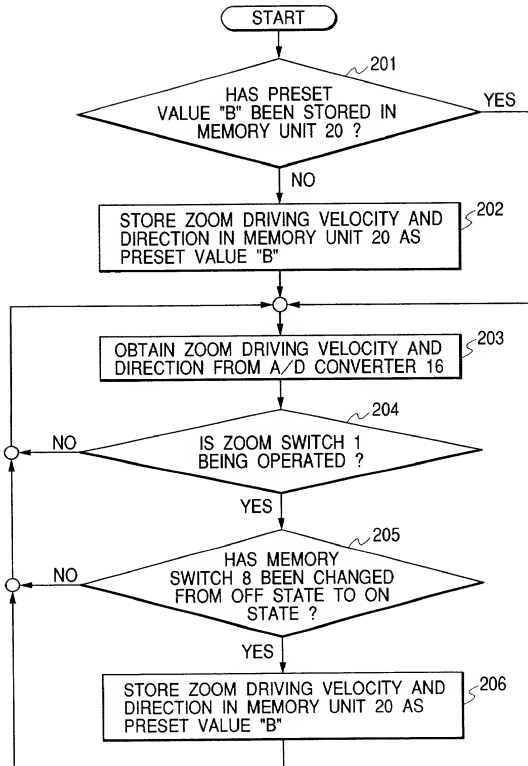 START
201
HAS PRESET
VALUE "B" BEEN STORED IN
MEMORY UNIT 20 ?
YES
NO
STORE ZOOM DRIVING VELOCITY AND
DIRECTION IN MEMORY UNIT 20 AS
PRESET VALUE "B"
202
OBTAIN ZOOM DRIVING VELOCITY AND
DIRECTION FROM A/D CONVERTER 16
203
204
IS ZOOM SWITCH 1
BEING OPERATED ?
NO
YES
205
HAS MEMORY
SWITCH 8 BEEN CHANGED
FROM OFF STATE TO ON
STATE ?
NO
YES
STORE ZOOM DRIVING VELOCITY AND
DIRECTION IN MEMORY UNIT 20 AS
PRESET VALUE "B"
206